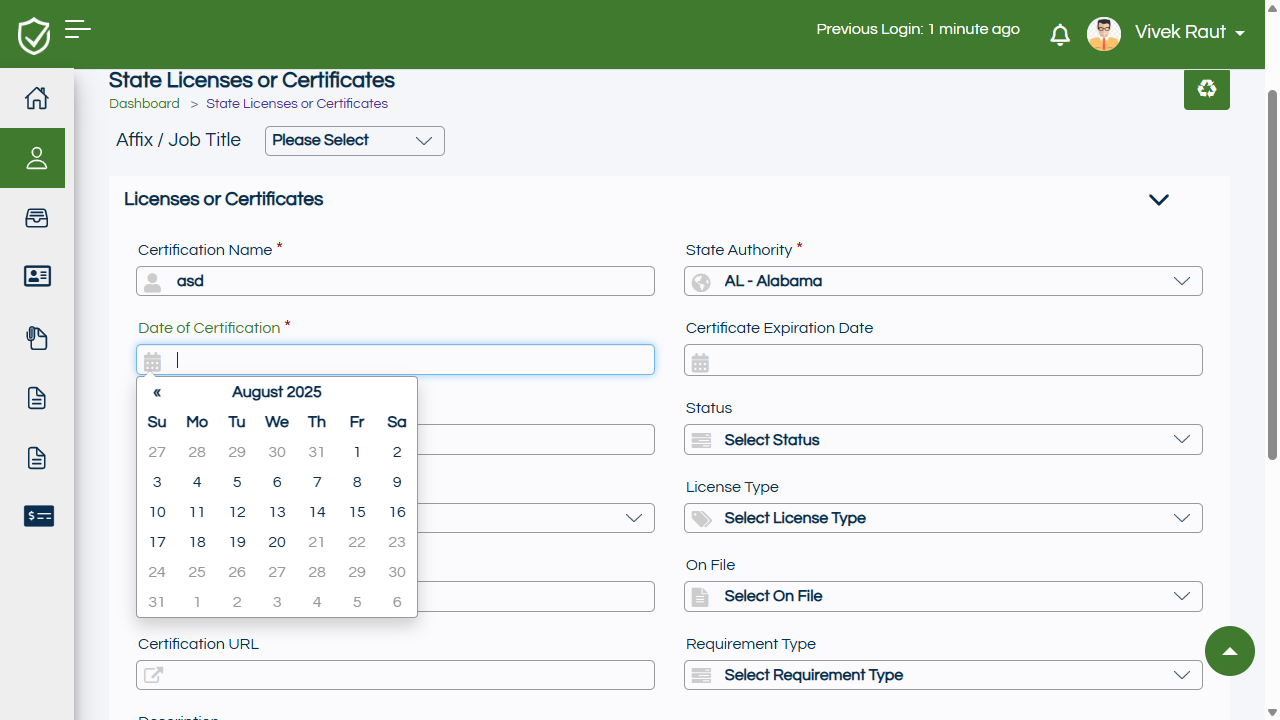 Previous Login: 1 minute ago
Vivek Raut
State Licenses or Certificates
Dashboard > State Licenses or Certificates
Affix / Job Title Please Select
Licenses or Certificates
Certification Name * State Authority *
asd AL - Alabama
Date of Certification * Certificate Expiration Date
« August 2025
Su Mo Tu We Th Fr Sa
27 28 29 30 31 1 2
3 4 5 6 7 8 9
10 11 12 13 14 15 16
17 18 19 20 21 22 23
24 25 26 27 28 29 30
31 1 2 3 4 5 6
Status
Select Status
License Type
Select License Type
On File
Select On File
Certification URL Requirement Type
Select Requirement Type
Description